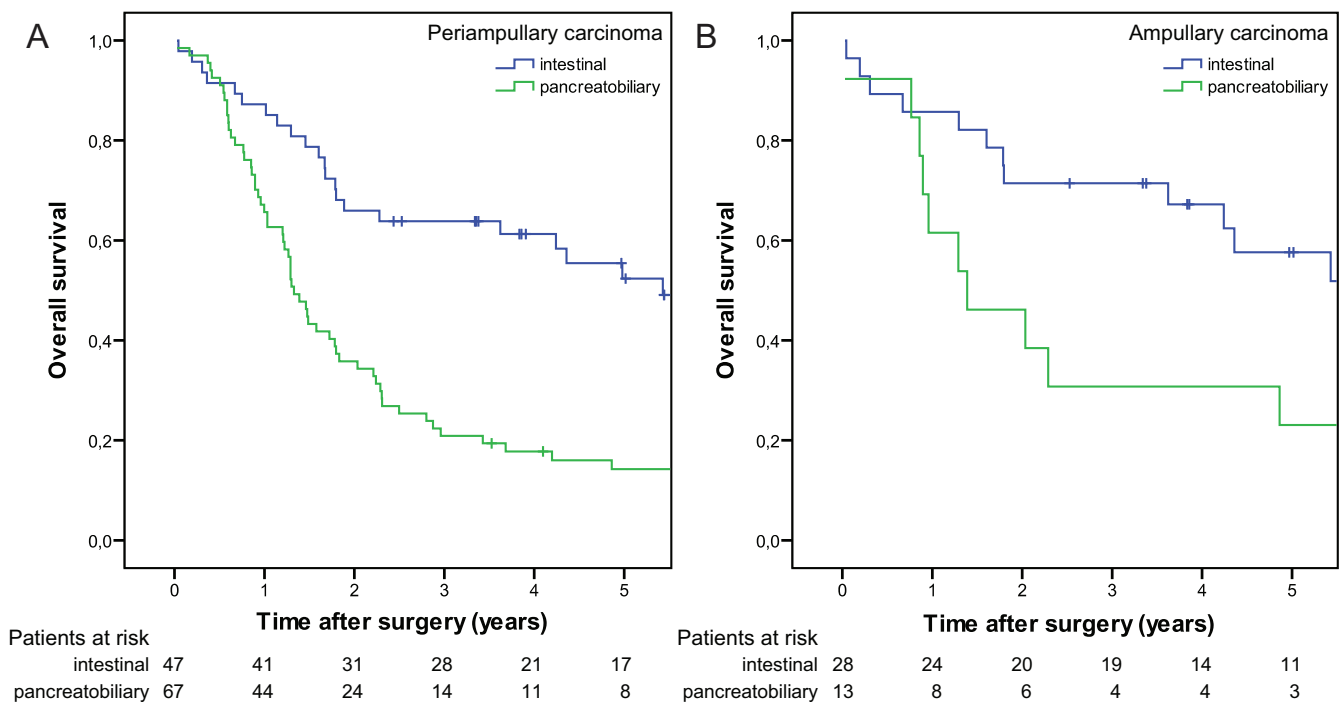 A
Periampullary carcinoma
intestinal
pancreatobiliary
1,0
0,8
0,6
0,4
0,2
0,0
Overall survival
0 1 2 3 4 5
Time after surgery (years)
Patients at risk
intestinal 47 41 31 28 21 17
pancreatobiliary 67 44 24 14 11 8
B
Ampullary carcinoma
intestinal
pancreatobiliary
1,0
0,8
0,6
0,4
0,2
0,0
Overall survival
0 1 2 3 4 5
Time after surgery (years)
Patients at risk
intestinal 28 24 20 19 14 11
pancreatobiliary 13 8 6 4 4 3